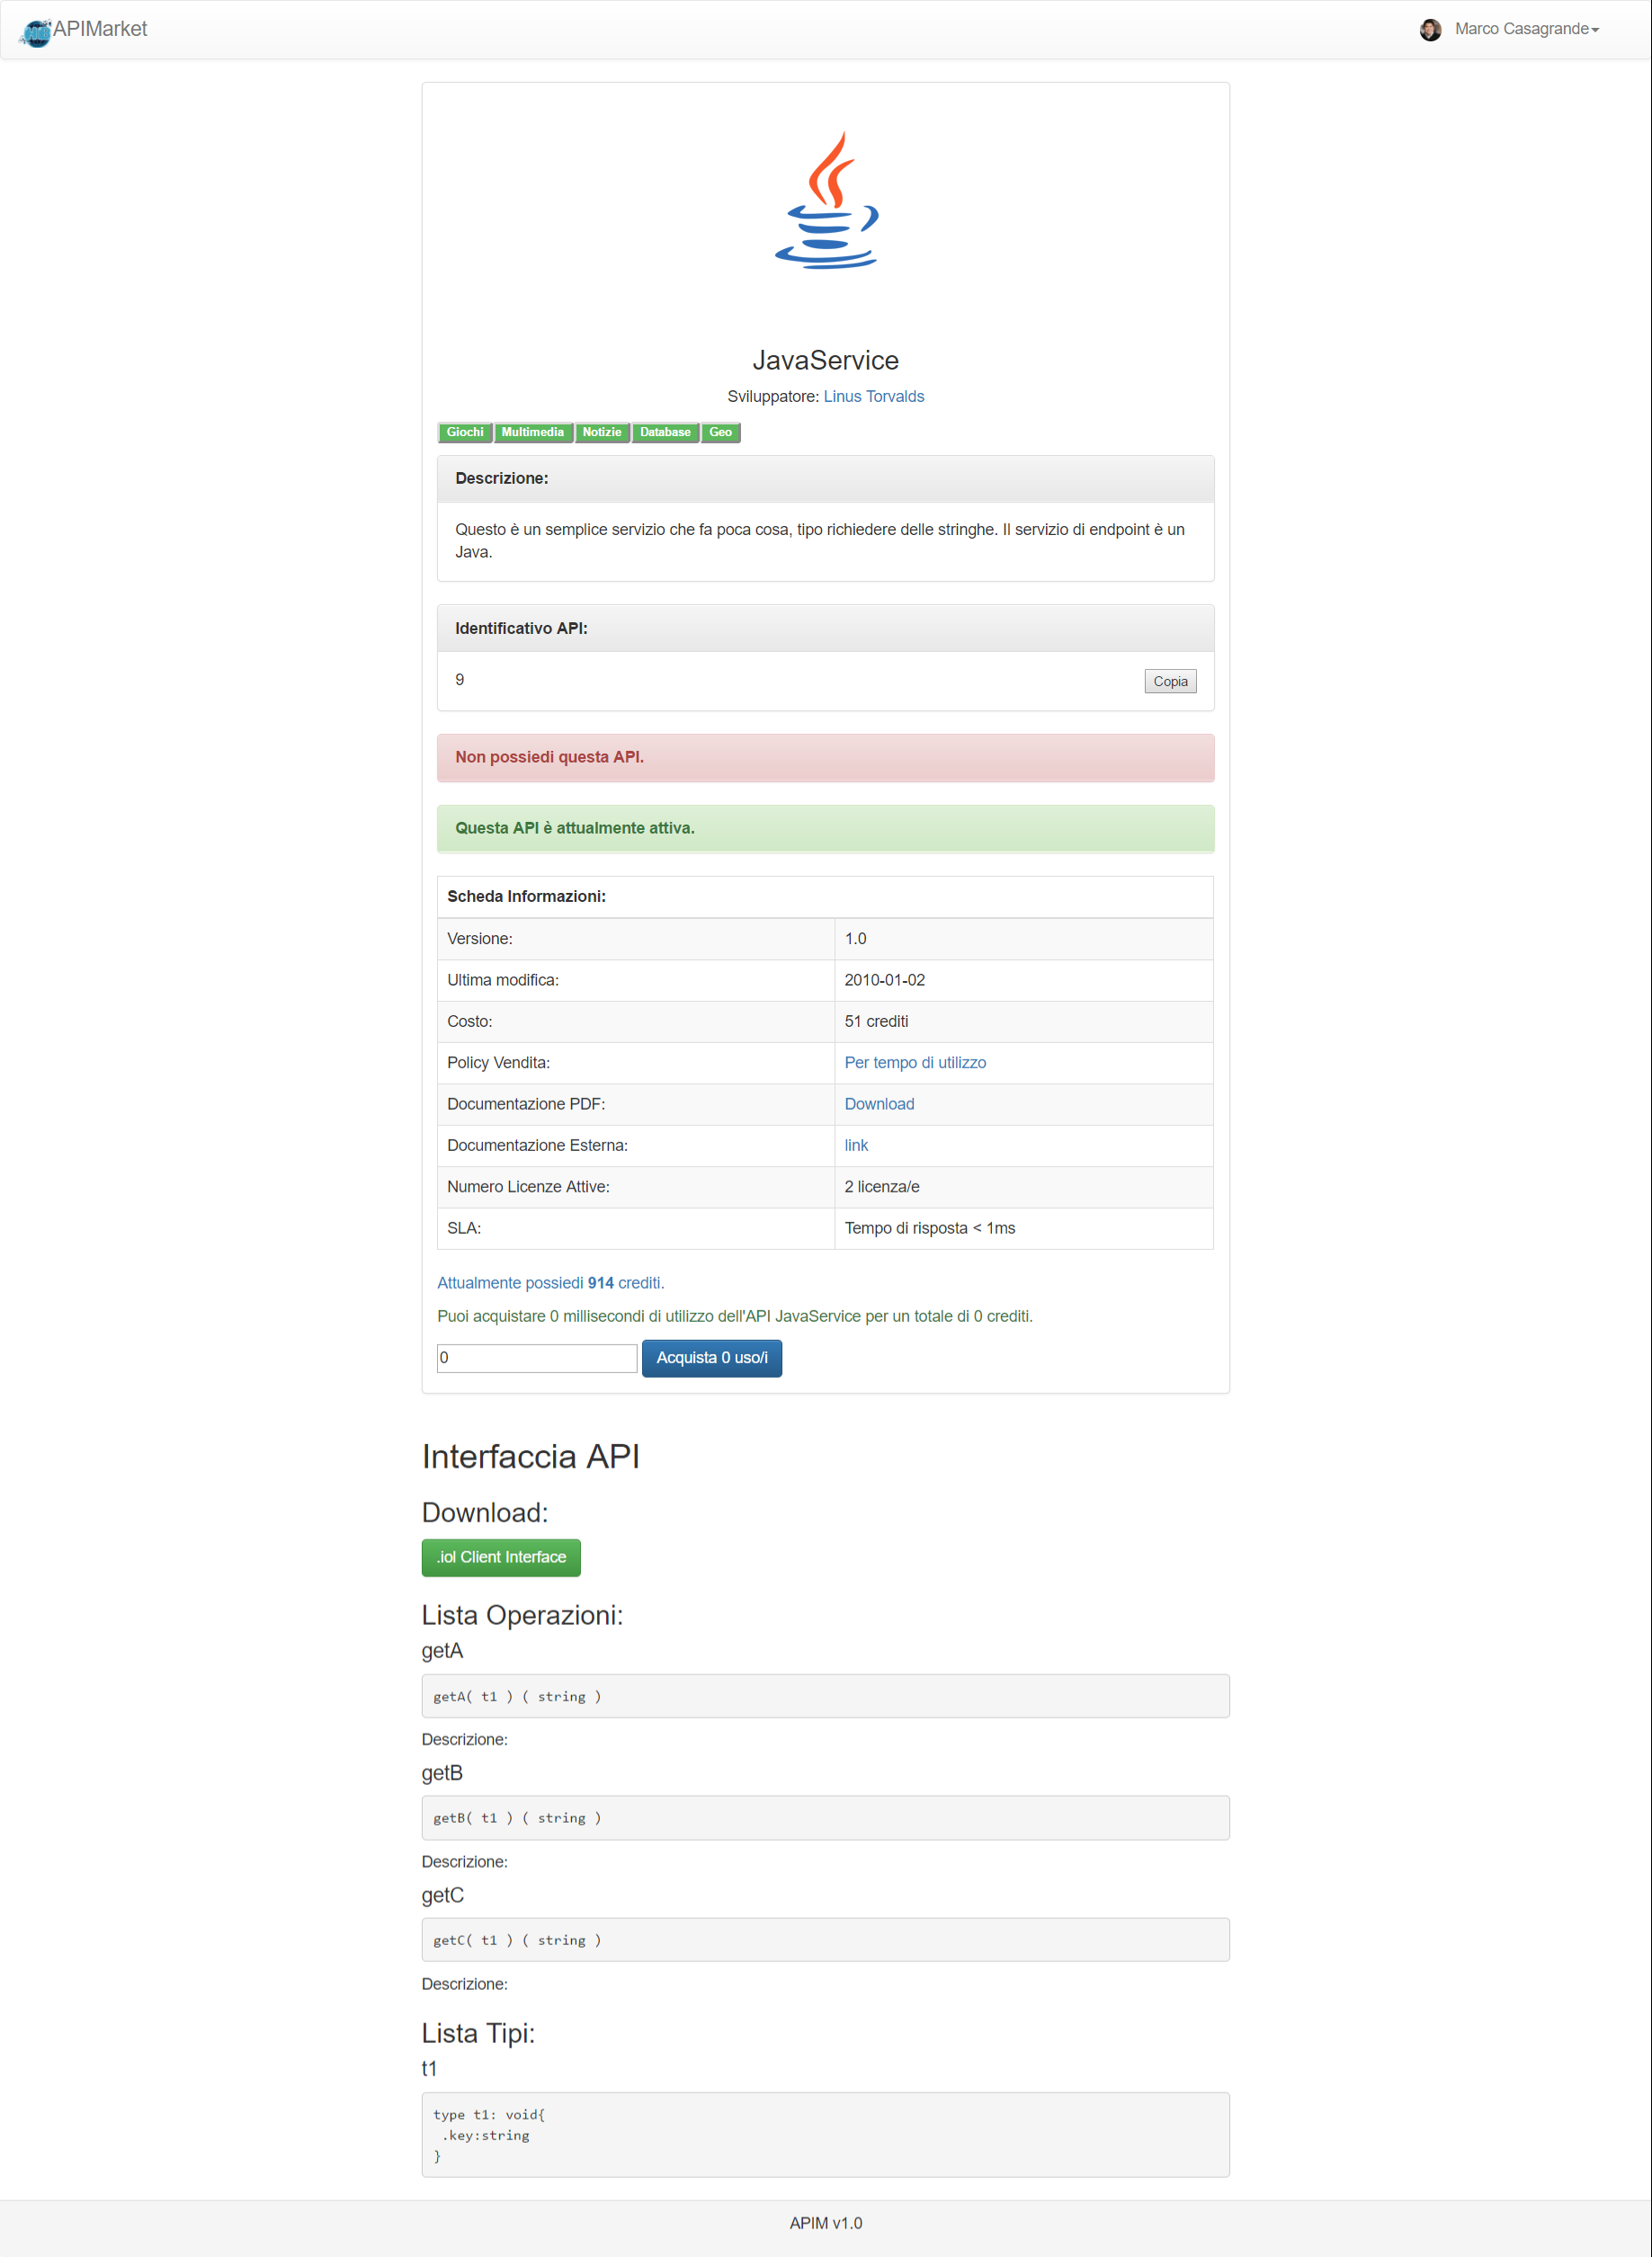 APIMarket
Marco Casagrande
JavaService
Sviluppatore: Linus Torvalds
Giochi Multimedia Notizie Database Geo
Descrizione:
Questo è un semplice servizio che fa poca cosa, tipo richiedere delle stringhe. Il servizio di endpoint è un
Java.
Identificativo API:
9 Copia
Non possiedi questa API.
Questa API è attualmente attiva.
Scheda Informazioni:
Versione: 1.0
Ultima modifica: 2010-01-02
Costo: 51 crediti
Policy Vendita: Per tempo di utilizzo
Documentazione PDF: Download
Documentazione Esterna: link
Numero Licenze Attive: 2 licenza/e
SLA: Tempo di risposta < 1ms
Attualmente possiedi 914 crediti.
Puoi acquistare 0 millisecondi di utilizzo dell'API JavaService per un totale di 0 crediti.
0 Acquista 0 uso/i
Interfaccia API
Download:
.iol Client Interface
Lista Operazioni:
getA
getA( t1 ) ( string )
Descrizione:
getB
getB( t1 ) ( string )
Descrizione:
getC
getC( t1 ) ( string )
Descrizione:
Lista Tipi:
t1
type t1: void{
.key:string
}
APIM v1.0